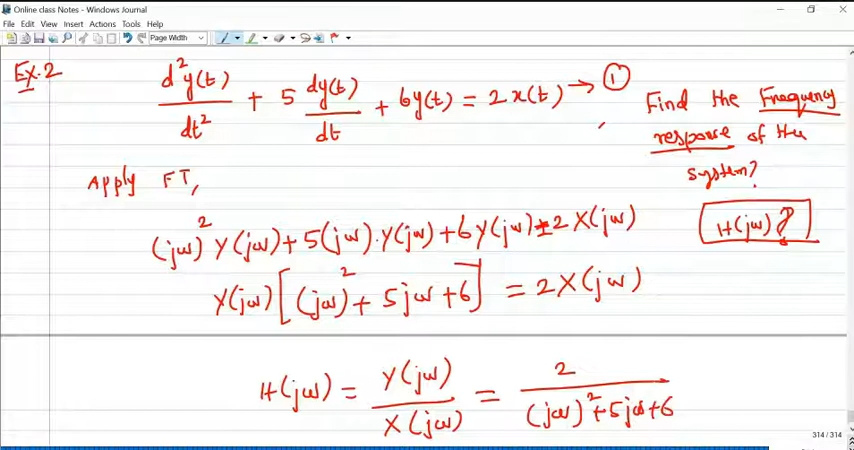 Online class Notes - Windows Journal
File Edit View Insert Actions Tools Help
Page Width
Ex.2
d²y(t)/dt² + 5 dy(t)/dt + 6y(t) = 2x(t) → ①
Find the Frequency
response of the
system?
H(jω)?
Apply FT,
(jω)² Y(jω) + 5(jω).Y(jω) + 6Y(jω) = 2X(jω)
Y(jω)[(jω)² + 5jω + 6] = 2X(jω)
H(jω) = Y(jω)/X(jω) = 2/(jω)² + 5jω + 6
314 / 314